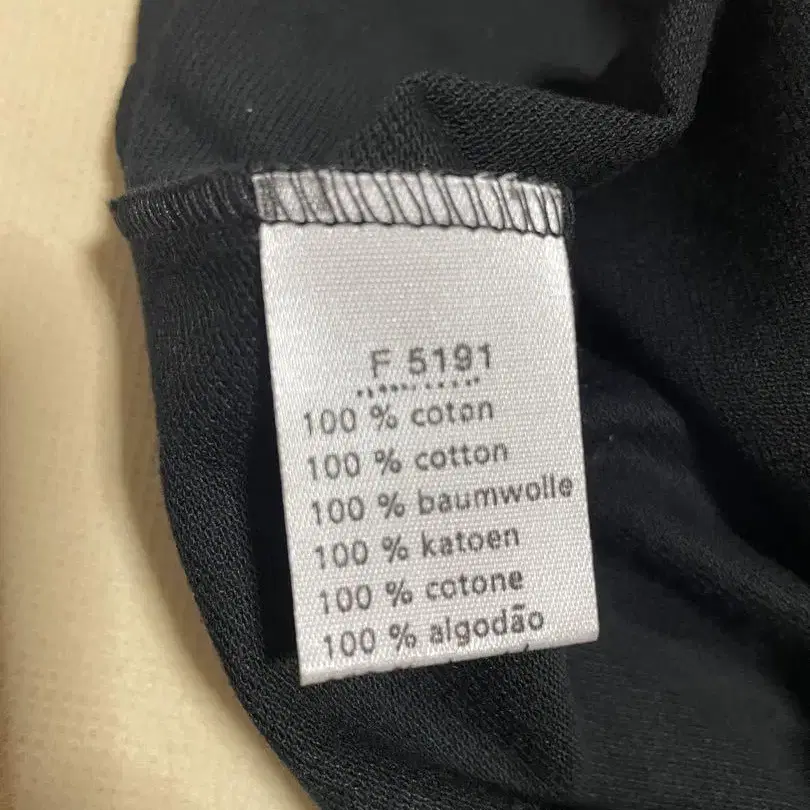 F 5191
100 % coton
100 % cotton
100 % baumwolle
100 % katoen
100 % cotone
100 % algodão